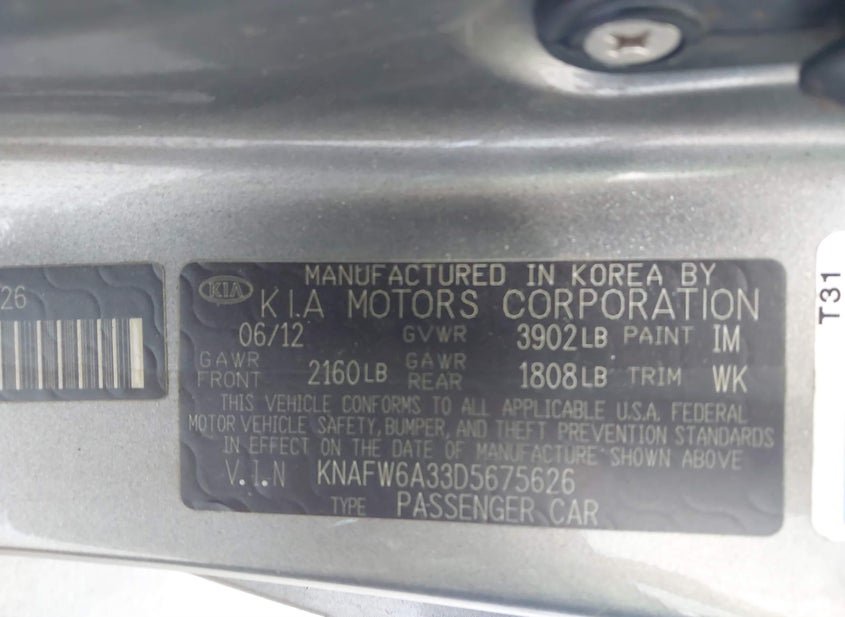 26
KIA
MANUFACTURED IN KOREA BY
KIA MOTORS CORPORATION
06/12 GVWR 3902LB PAINT IM
GAWR FRONT 2160LB GAWR REAR 1808LB TRIM WK
THIS VEHICLE CONFORMS TO ALL APPLICABLE U.S.A. FEDERAL
MOTOR VEHICLE SAFETY, BUMPER, AND THEFT PREVENTION STANDARDS
IN EFFECT ON THE DATE OF MANUFACTURE SHOWN ABOVE
V.I.N KNAFW6A33D5675626
TYPE PASSENGER CAR
T31